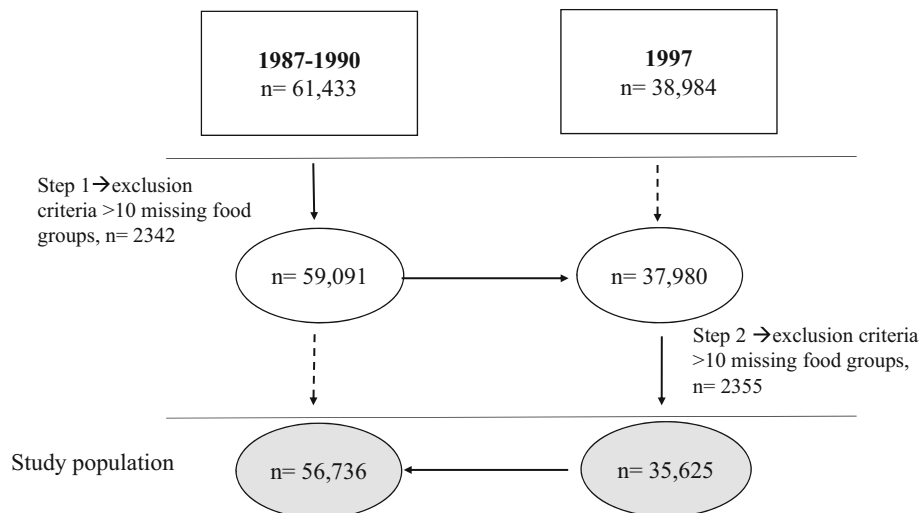 1987-1990
n= 61,433
1997
n= 38,984
Step 1→exclusion
criteria >10 missing food
groups, n= 2342
n= 59,091
n= 37,980
Step 2 →exclusion criteria
>10 missing food groups,
n= 2355
Study population
n= 56,736
n= 35,625